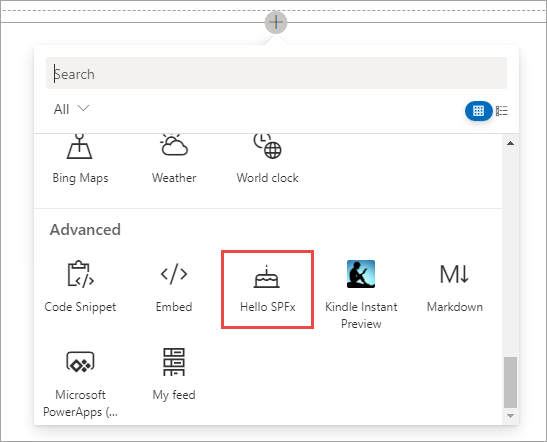 Search
All
Bing Maps
Weather
World clock
Advanced
Code Snippet
Embed
Hello SPFx
Kindle Instant
Preview
Markdown
Microsoft
PowerApps (...
My feed